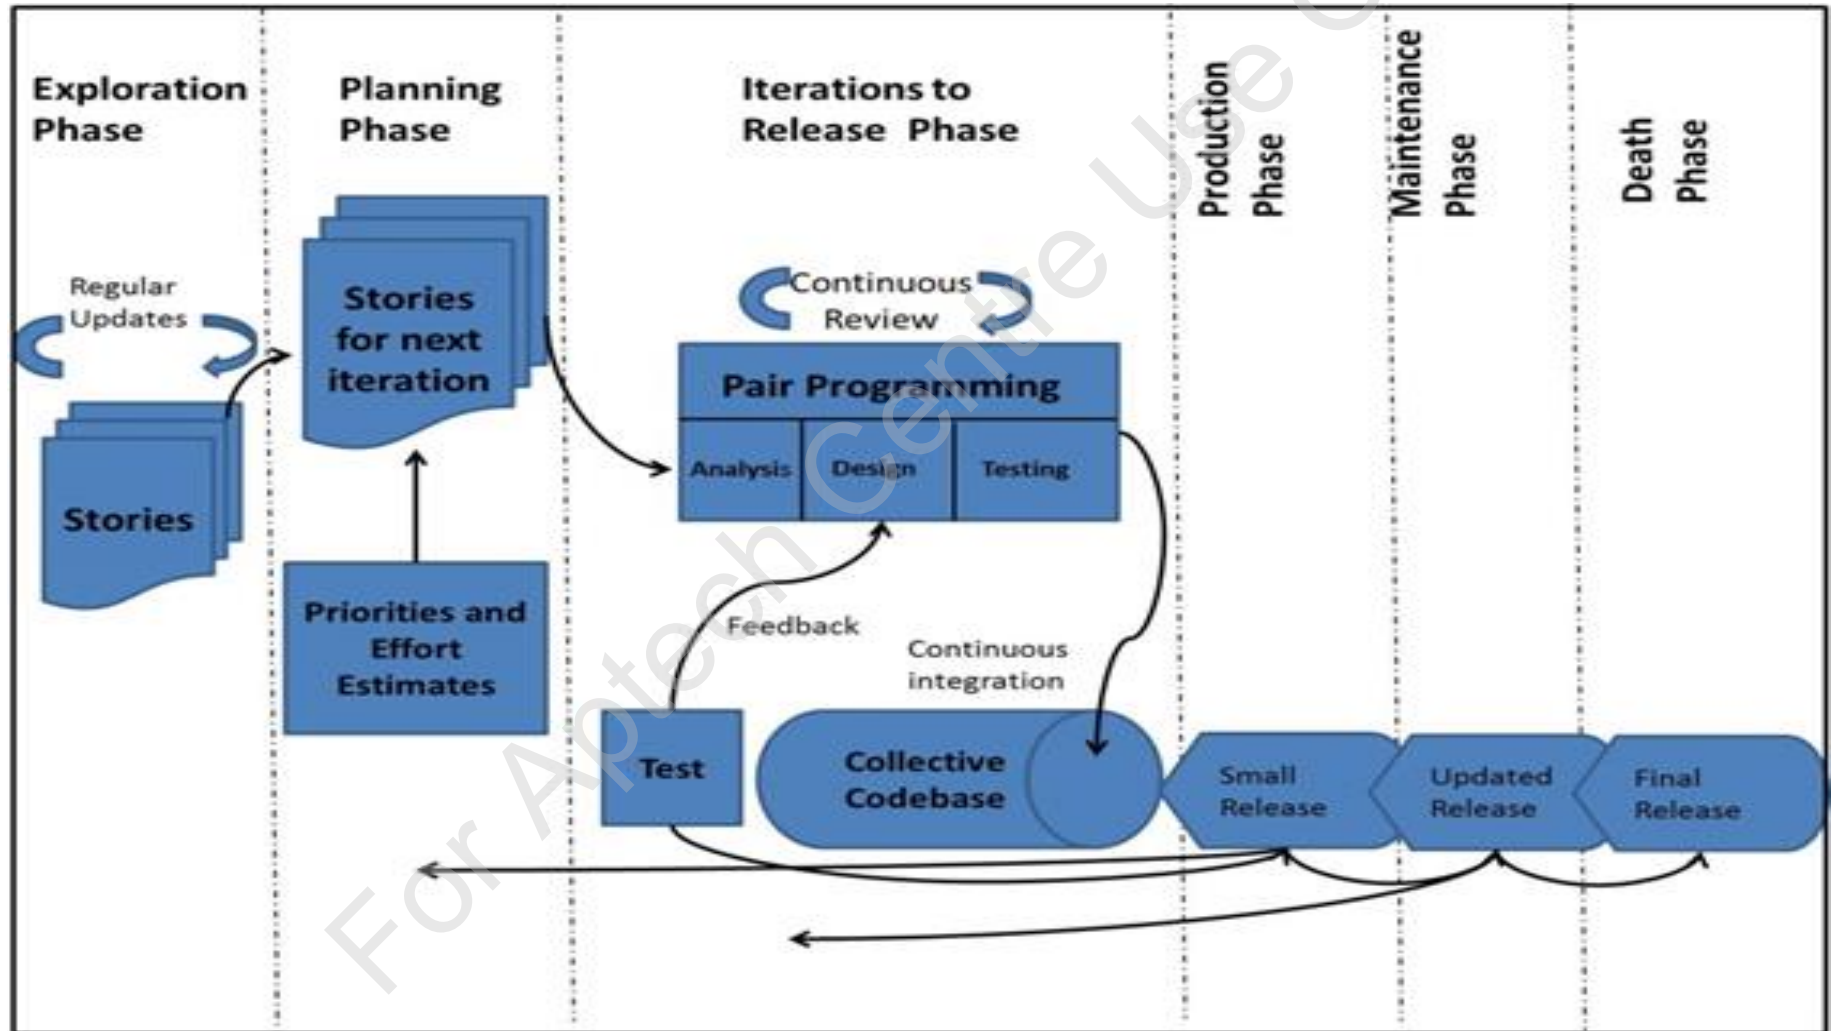 Exploration
Phase
Planning
Phase
Iterations to
Release Phase
Production
Phase
Maintenance
Phase
Death
Phase
Regular
Updates
Stories
Stories
for next
iteration
Priorities and
Effort
Estimates
Continuous
Review
Pair Programming
Analysis
Design
Testing
Feedback
Continuous
integration
Test
Collective
Codebase
Small
Release
Updated
Release
Final
Release
For Aptech Centre Use